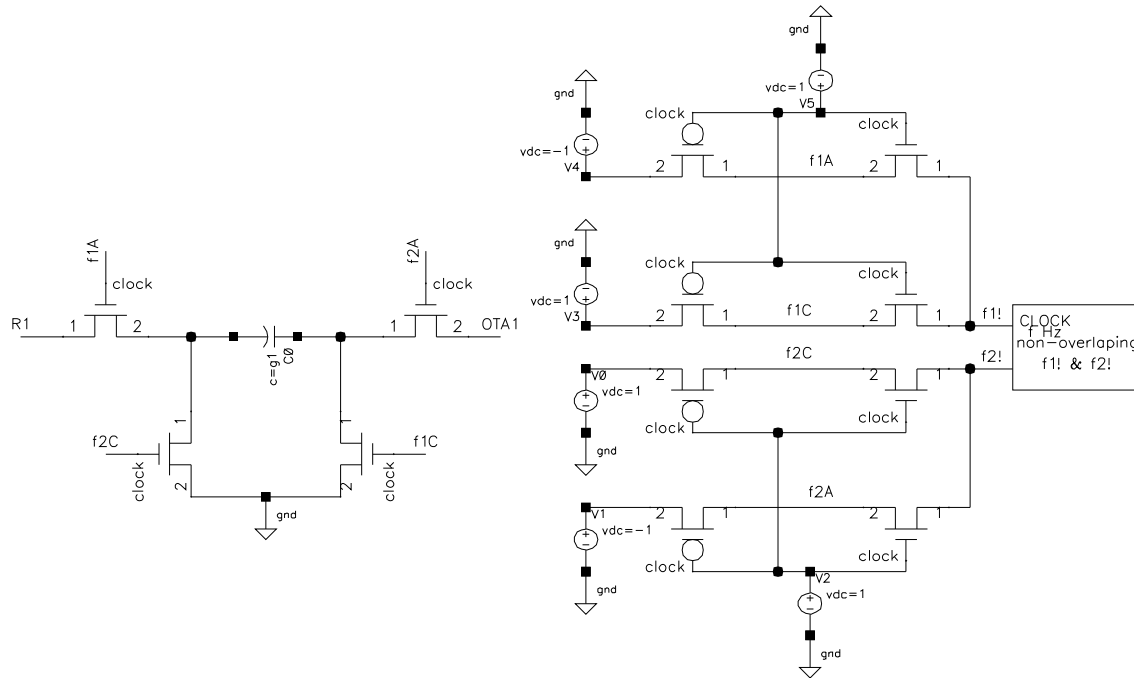 f1A
clock
f2A
clock
R1
1
2
c=g1
C0
1
2
OTA1
1
1
f2C
clock
2
2
clock
f1C
gnd
gnd
vdc=1
V5
gnd
vdc=-1
V4
clock
clock
2
1
f1A
2
1
gnd
vdc=1
V3
clock
clock
2
1
f1C
2
1
f1!
CLOCK
f Hz
non-overlaping
f1! & f2!
f2!
V0
vdc=1
gnd
2
1
f2C
2
1
clock
clock
V1
vdc=-1
gnd
2
1
f2A
2
1
clock
clock
V2
vdc=1
gnd